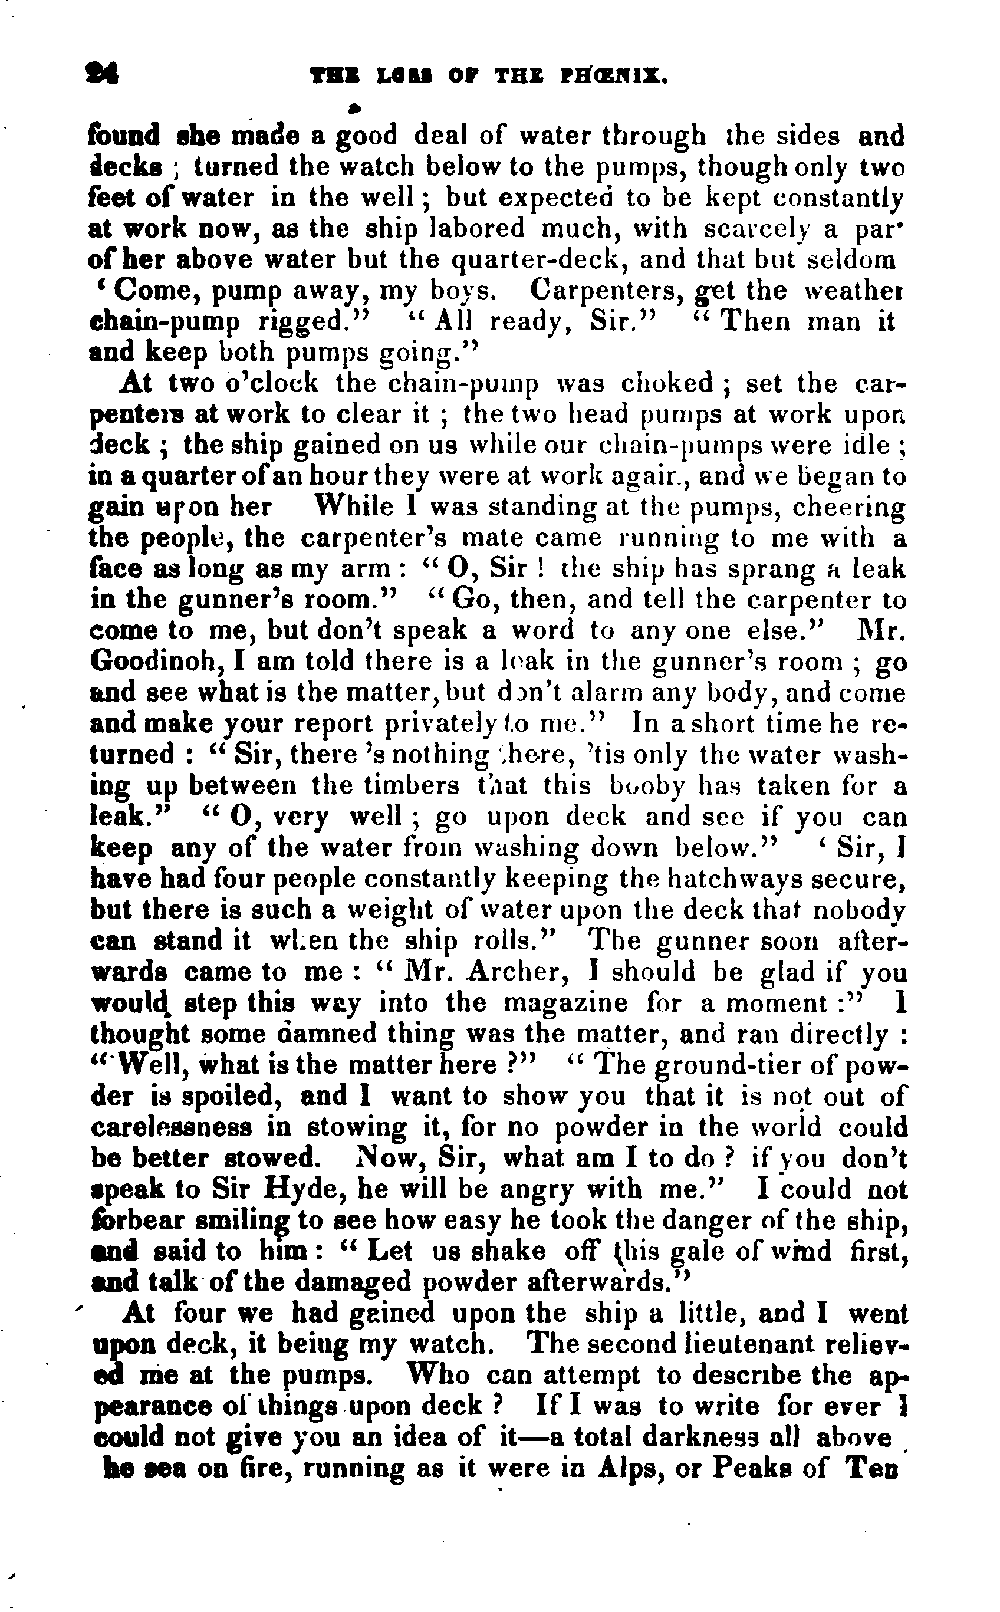 24 THE LOSS OF THE PHŒNIX.
found she made a good deal of water through the sides and
decks ; turned the watch below to the pumps, though only two
feet of water in the well ; but expected to be kept constantly
at work now, as the ship labored much, with scarcely a par*
of her above water but the quarter-deck, and that but seldom
‘ Come, pump away, my boys. Carpenters, get the weather
chain-pump rigged.” “ All ready, Sir.” “ Then man it
and keep both pumps going.”
At two o’clock the chain-pump was choked ; set the car-
penters at work to clear it ; the two head pumps at work upon
deck ; the ship gained on us while our chain-pumps were idle ;
in a quarter of an hour they were at work again, and we began to
gain upon her While I was standing at the pumps, cheering
the people, the carpenter’s mate came running to me with a
face as long as my arm : “ O, Sir ! the ship has sprang a leak
in the gunner’s room.” “ Go, then, and tell the carpenter to
come to me, but don’t speak a word to any one else.” Mr.
Goodinoh, I am told there is a leak in the gunner’s room ; go
and see what is the matter, but don’t alarm any body, and come
and make your report privately to me.” In a short time he re-
turned : “ Sir, there ’s nothing there, ’tis only the water wash-
ing up between the timbers that this booby has taken for a
leak.” “ O, very well ; go upon deck and see if you can
keep any of the water from washing down below.” ‘ Sir, I
have had four people constantly keeping the hatchways secure,
but there is such a weight of water upon the deck that nobody
can stand it when the ship rolls.” The gunner soon after-
wards came to me : “ Mr. Archer, I should be glad if you
would step this way into the magazine for a moment :” I
thought some damned thing was the matter, and ran directly :
“ Well, what is the matter here ?” “ The ground-tier of pow-
der is spoiled, and I want to show you that it is not out of
carelessness in stowing it, for no powder in the world could
be better stowed. Now, Sir, what am I to do ? if you don’t
speak to Sir Hyde, he will be angry with me.” I could not
forbear smiling to see how easy he took the danger of the ship,
and said to him : “ Let us shake off this gale of wind first,
and talk of the damaged powder afterwards.”
At four we had gained upon the ship a little, and I went
upon deck, it being my watch. The second lieutenant reliev-
ed me at the pumps. Who can attempt to describe the ap-
pearance of things upon deck ? If I was to write for ever I
could not give you an idea of it—a total darkness all above
he sea on fire, running as it were in Alps, or Peaks of Ten